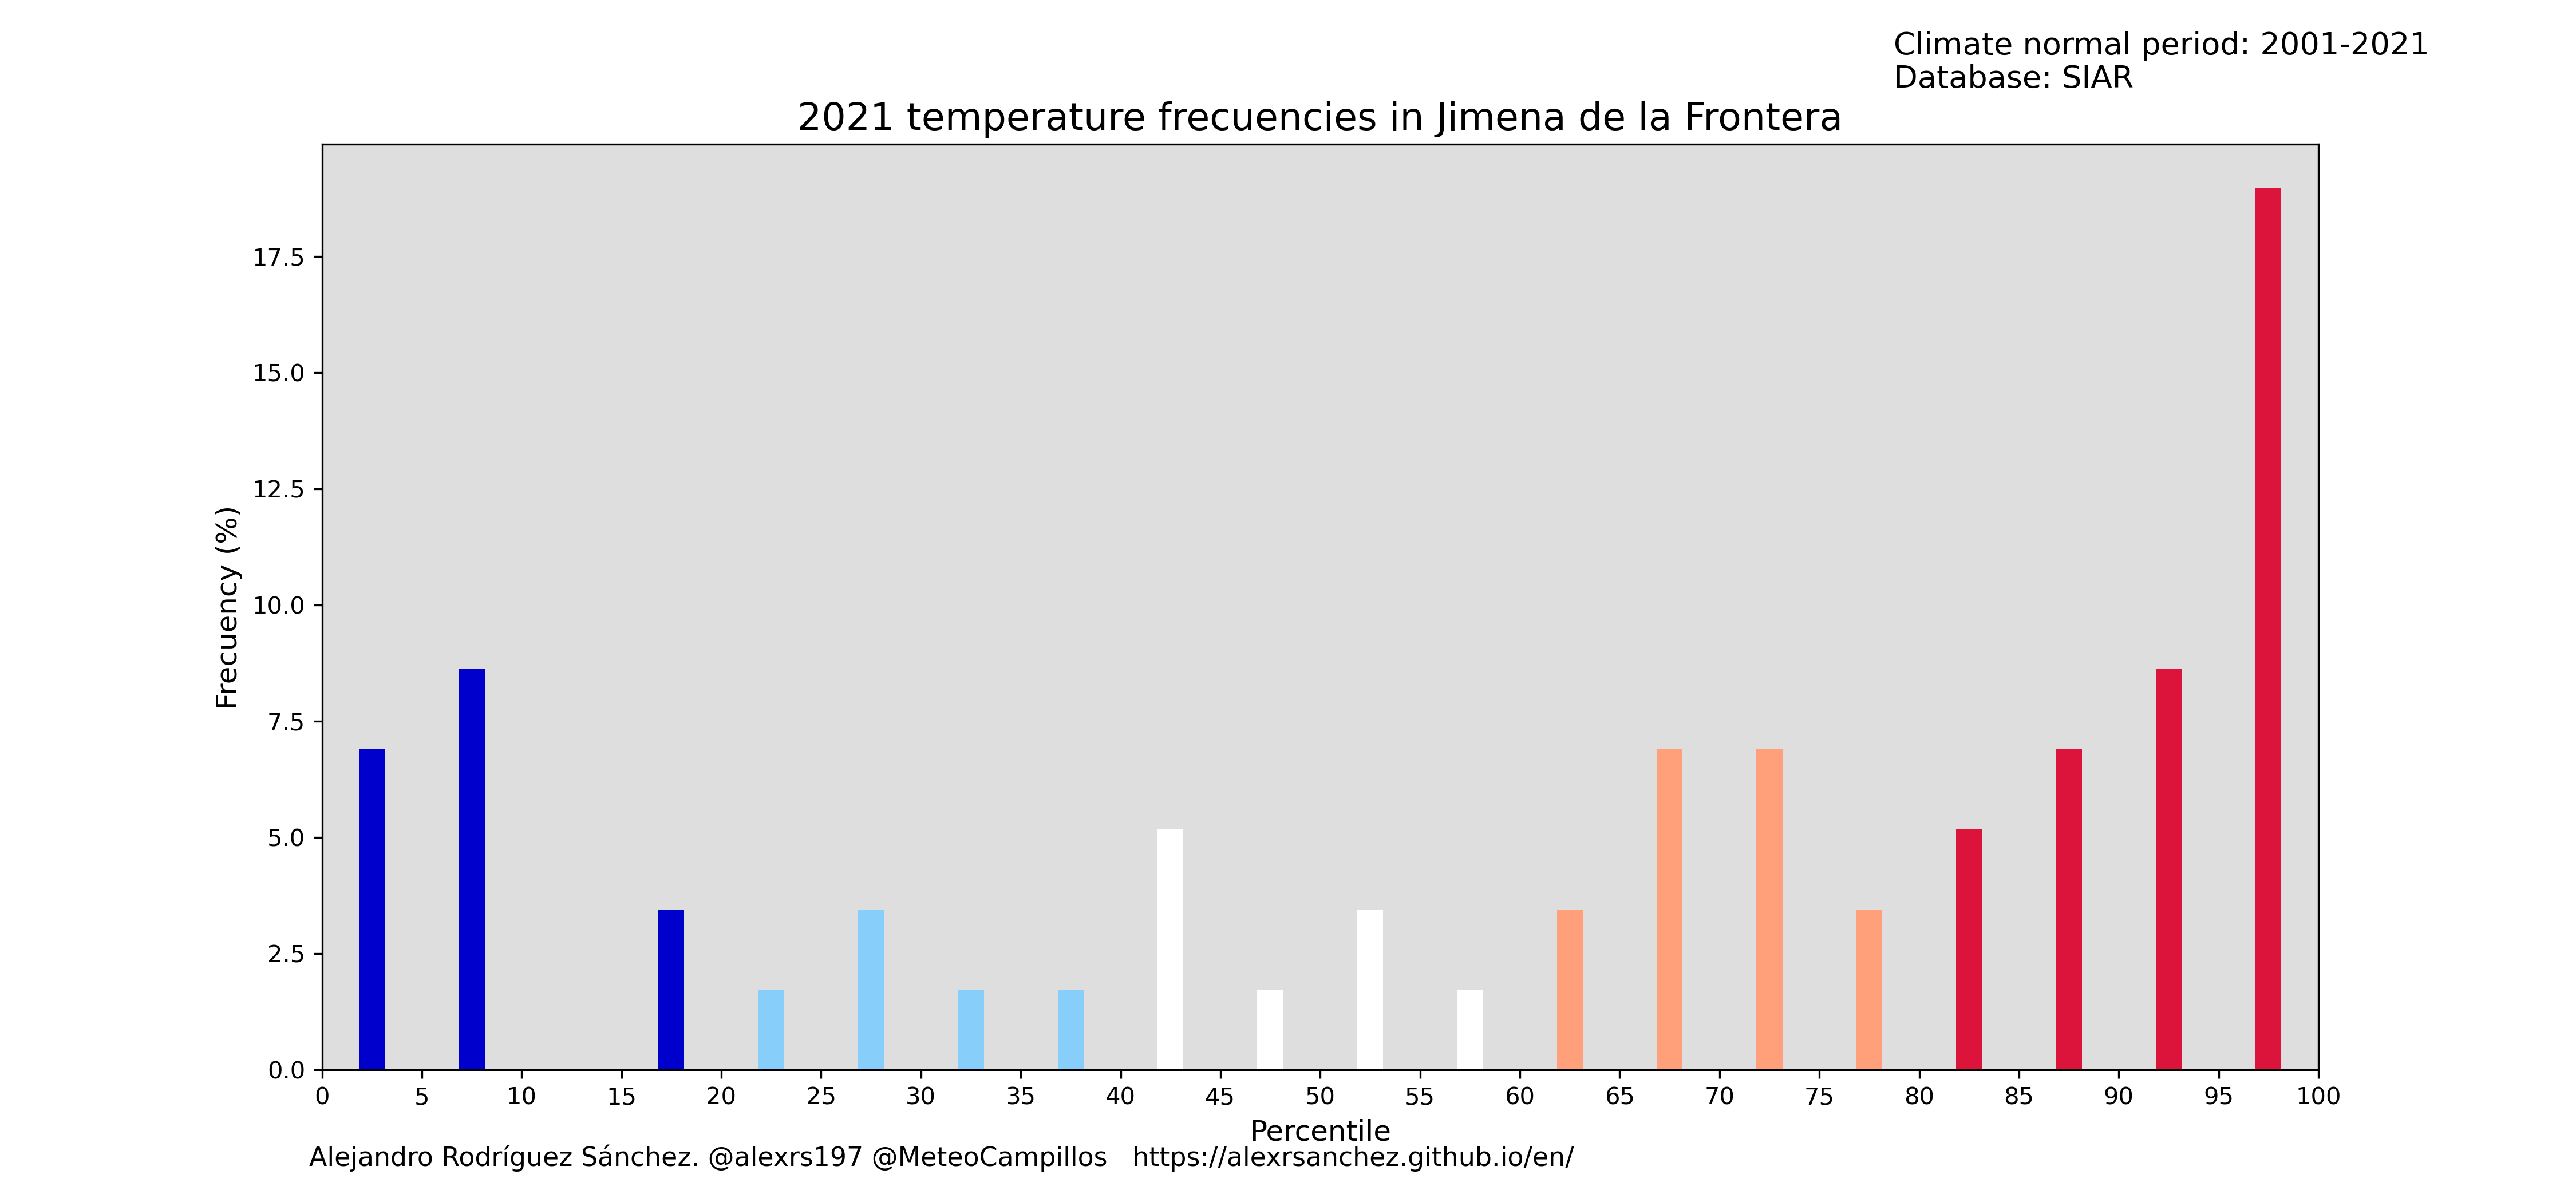 Climate normal period: 2001-2021
Database: SIAR
2021 temperature frecuencies in Jimena de la Frontera
Frecuency (%)
17.5
15.0
12.5
10.0
7.5
5.0
2.5
0.0
0 5 10 15 20 25 30 35 40 45 50 55 60 65 70 75 80 85 90 95 100
Percentile
Alejandro Rodríguez Sánchez. @alexrs197 @MeteoCampillos https://alexrsanchez.github.io/en/